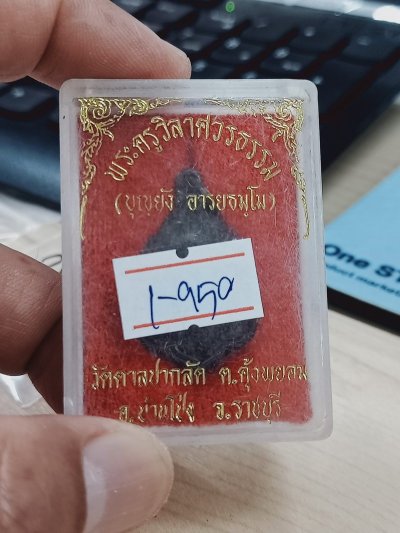 พระครูวิลาศวรธรรม
(บุญยัง อารยธมฺโม)
1-950
วัดตาลปากลัด ต.คุ้งพยอม
อ.บ้านโป่ง จ.ราชบุรี
One